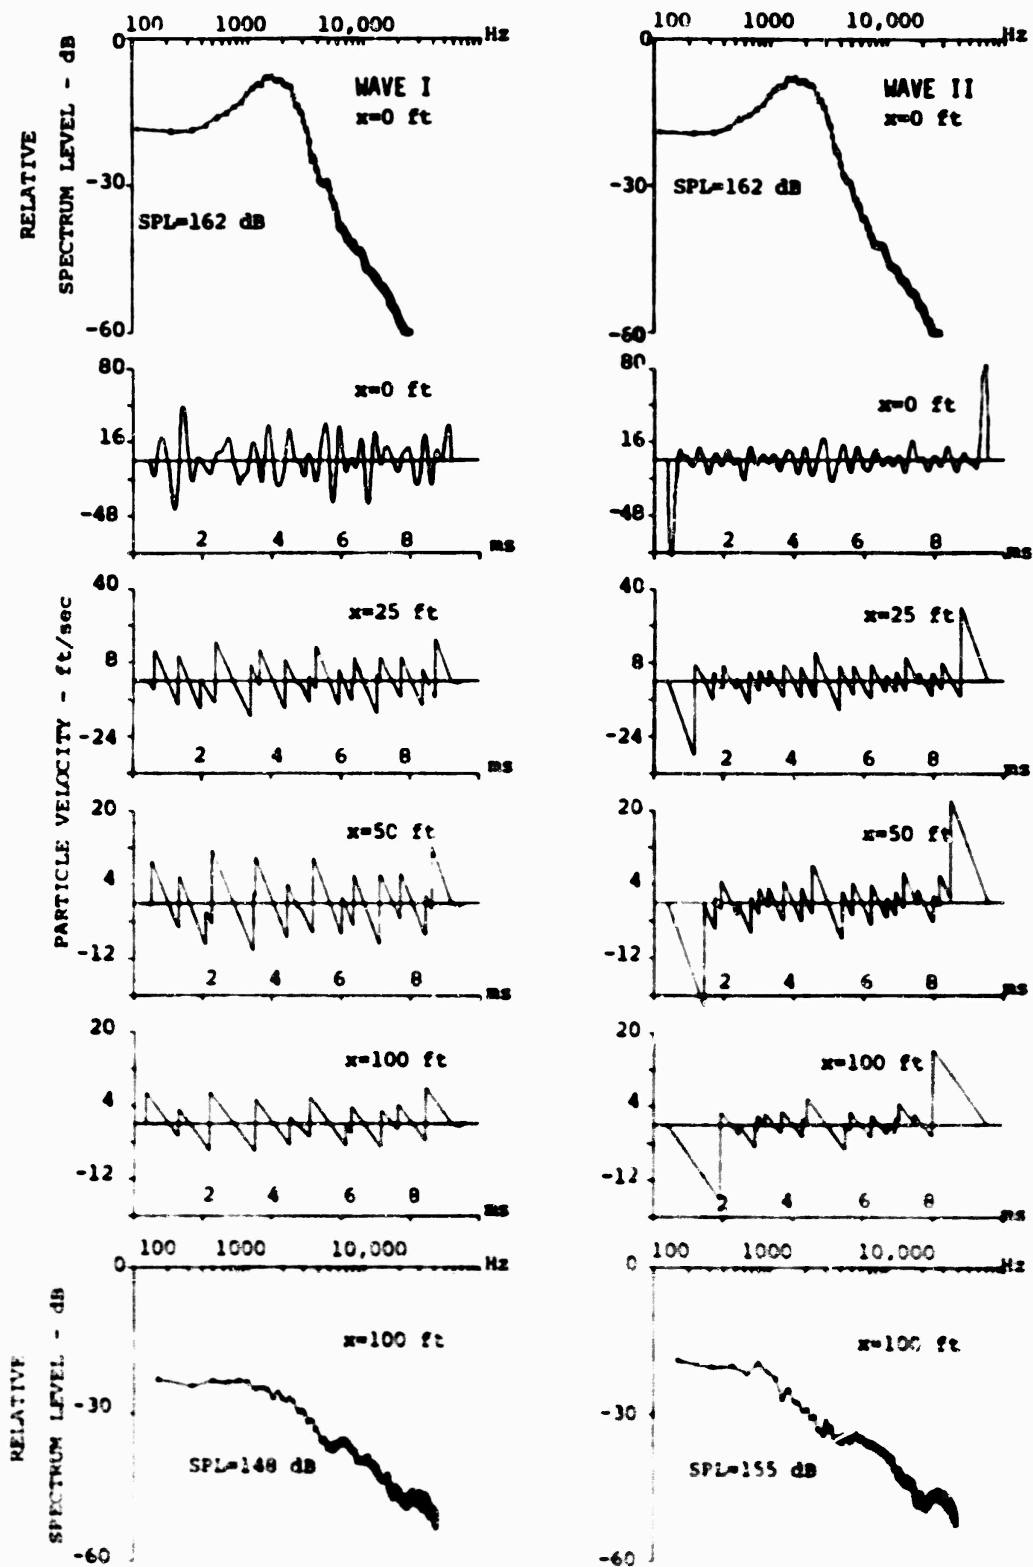 100 1000 10,000 Hz
0
WAVE I
x=0 ft
-30
SPL=162 dB
-60
RELATIVE
SPECTRUM LEVEL - dB
100 1000 10,000 Hz
0
WAVE II
x=0 ft
-30
SPL=162 dB
-60
80
x=0 ft
16
-48
2 4 6 8 ms
80
x=0 ft
16
-48
2 4 6 8 ms
PARTICLE VELOCITY - ft/sec
40
x=25 ft
8
-24
2 4 6 8 ms
x=25 ft
40
8
-24
2 4 6 8 ms
20
x=50 ft
4
-12
2 4 6 8 ms
20
x=50 ft
4
-12
2 4 6 8 ms
20
x=100 ft
4
-12
2 4 6 8 ms
20
x=100 ft
4
-12
2 4 6 8 ms
100 1000 10,000 Hz
0
x=100 ft
-30
SPL=148 dB
-60
RELATIVE
SPECTRUM LEVEL - dB
100 1000 10,000 Hz
0
x=100 ft
-30
SPL=155 dB
-60